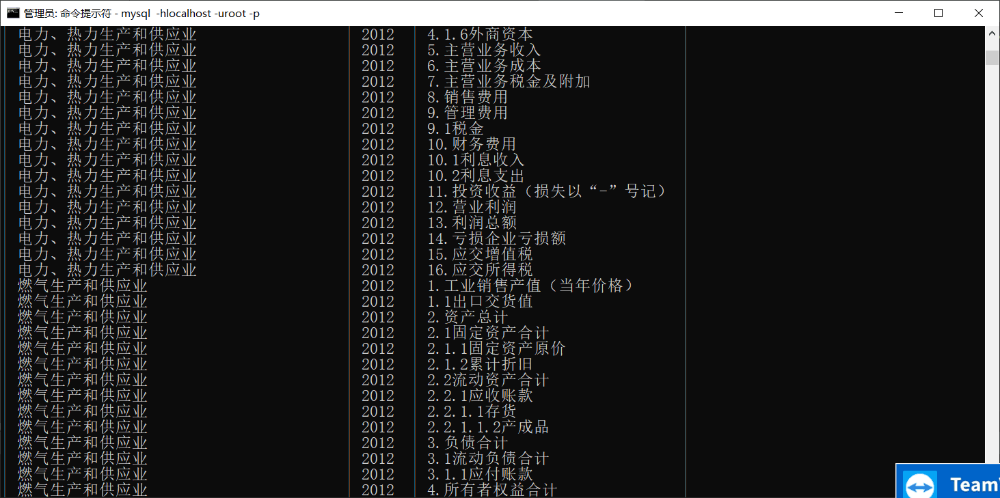 管理员: 命令提示符 - mysql -hlocalhost -uroot -p
电力、热力生产和供应业 2012 4.1.6外商资本
电力、热力生产和供应业 2012 5.主营业务收入
电力、热力生产和供应业 2012 6.主营业务成本
电力、热力生产和供应业 2012 7.主营业务税金及附加
电力、热力生产和供应业 2012 8.销售费用
电力、热力生产和供应业 2012 9.管理费用
电力、热力生产和供应业 2012 9.1税金
电力、热力生产和供应业 2012 10.财务费用
电力、热力生产和供应业 2012 10.1利息收入
电力、热力生产和供应业 2012 10.2利息支出
电力、热力生产和供应业 2012 11.投资收益（损失以“-”号记）
电力、热力生产和供应业 2012 12.营业利润
电力、热力生产和供应业 2012 13.利润总额
电力、热力生产和供应业 2012 14.亏损企业亏损额
电力、热力生产和供应业 2012 15.应交增值税
电力、热力生产和供应业 2012 16.应交所得税
燃气生产和供应业 2012 1.工业销售产值（当年价格）
燃气生产和供应业 2012 1.1出口交货值
燃气生产和供应业 2012 2.资产总计
燃气生产和供应业 2012 2.1固定资产合计
燃气生产和供应业 2012 2.1.1固定资产原价
燃气生产和供应业 2012 2.1.2累计折旧
燃气生产和供应业 2012 2.2流动资产合计
燃气生产和供应业 2012 2.2.1应收账款
燃气生产和供应业 2012 2.2.1.1存货
燃气生产和供应业 2012 2.2.1.1.2产成品
燃气生产和供应业 2012 3.负债合计
燃气生产和供应业 2012 3.1流动负债合计
燃气生产和供应业 2012 3.1.1应付账款
燃气生产和供应业 2012 4.所有者权益合计
Team